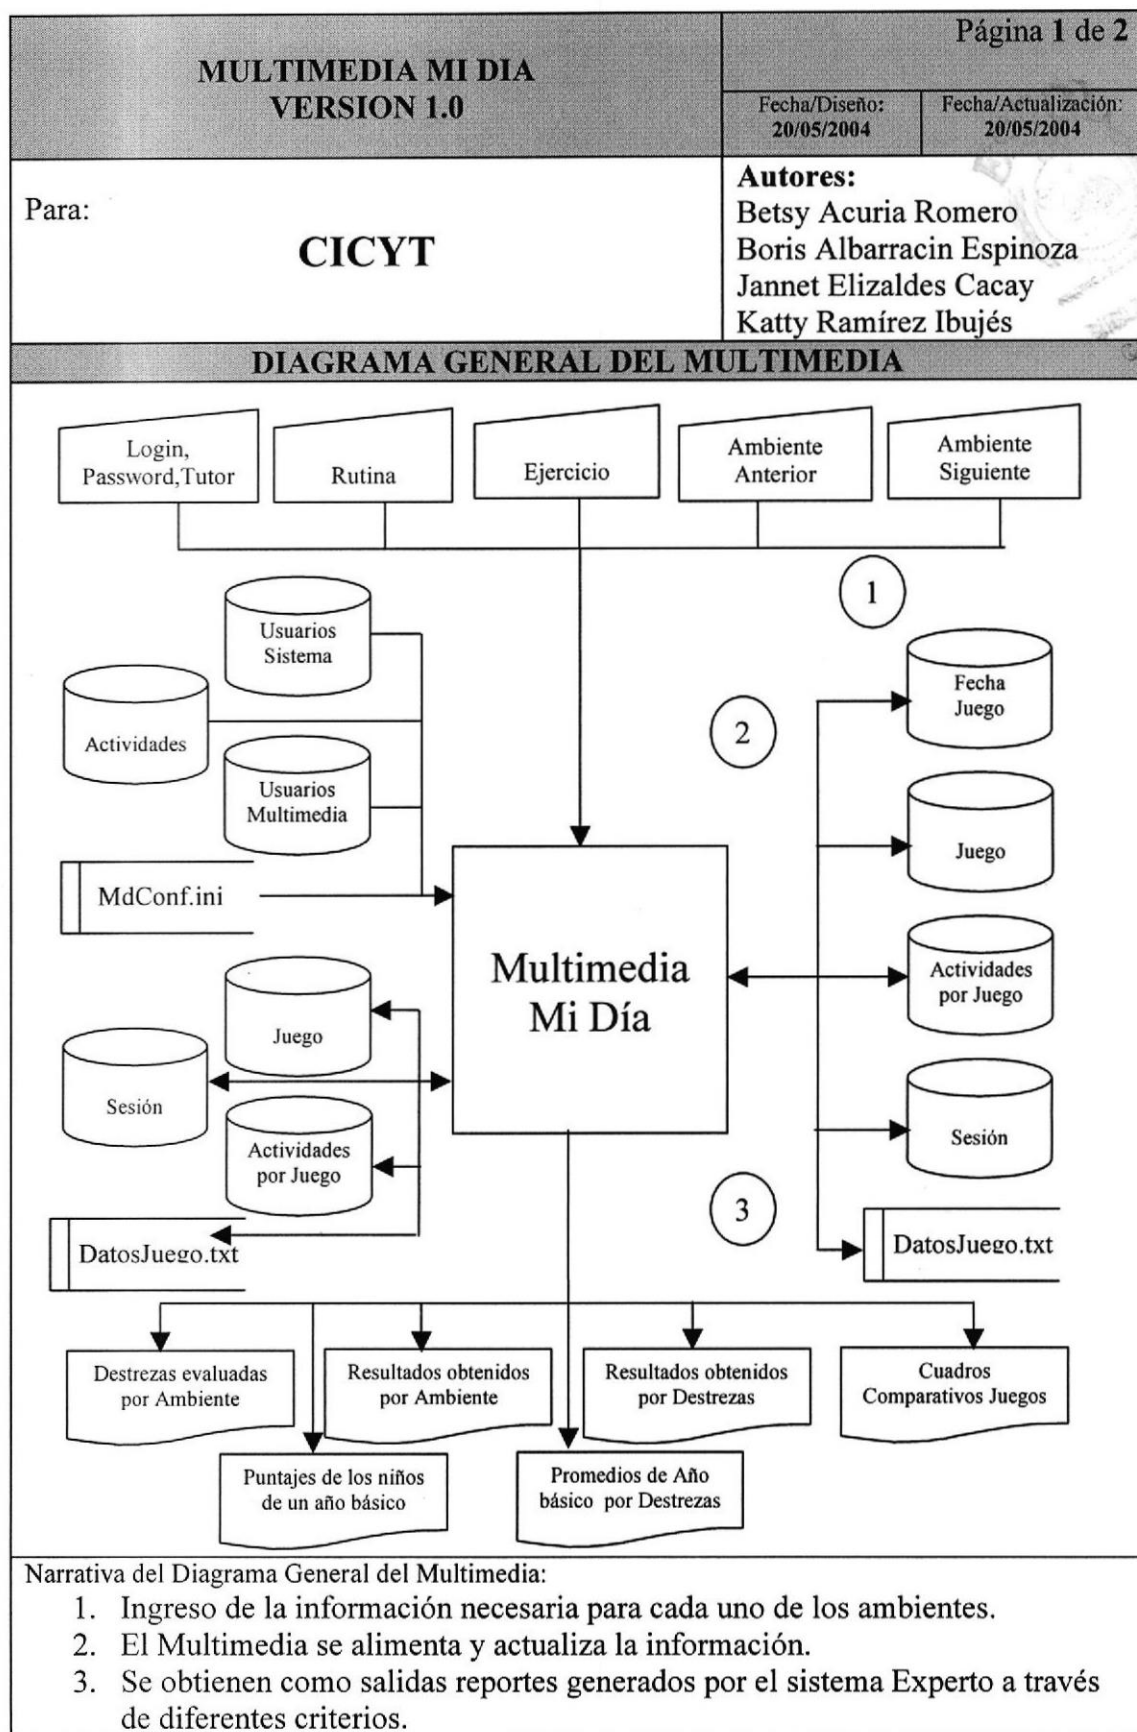 Página 1 de 2
MULTIMEDIA MI DIA
VERSION 1.0
Fecha/Diseño:
20/05/2004
Fecha/Actualización:
20/05/2004
Para:
CICYT
Autores:
Betsy Acuria Romero
Boris Albarracin Espinoza
Jannet Elizaldes Cacay
Katty Ramírez Ibujés
DIAGRAMA GENERAL DEL MULTIMEDIA
Login,
Password,Tutor
Rutina
Ejercicio
Ambiente
Anterior
Ambiente
Siguiente
1
Usuarios
Sistema
Actividades
Usuarios
Multimedia
MdConf.ini
2
Fecha
Juego
Juego
Multimedia
Mi Día
Actividades
por Juego
Juego
Sesión
Actividades
por Juego
Sesión
3
DatosJuego.txt
DatosJuego.txt
Destrezas evaluadas
por Ambiente
Resultados obtenidos
por Ambiente
Resultados obtenidos
por Destrezas
Cuadros
Comparativos Juegos
Puntajes de los niños
de un año básico
Promedios de Año
básico por Destrezas
Narrativa del Diagrama General del Multimedia:
1. Ingreso de la información necesaria para cada uno de los ambientes.
2. El Multimedia se alimenta y actualiza la información.
3. Se obtienen como salidas reportes generados por el sistema Experto a través
de diferentes criterios.